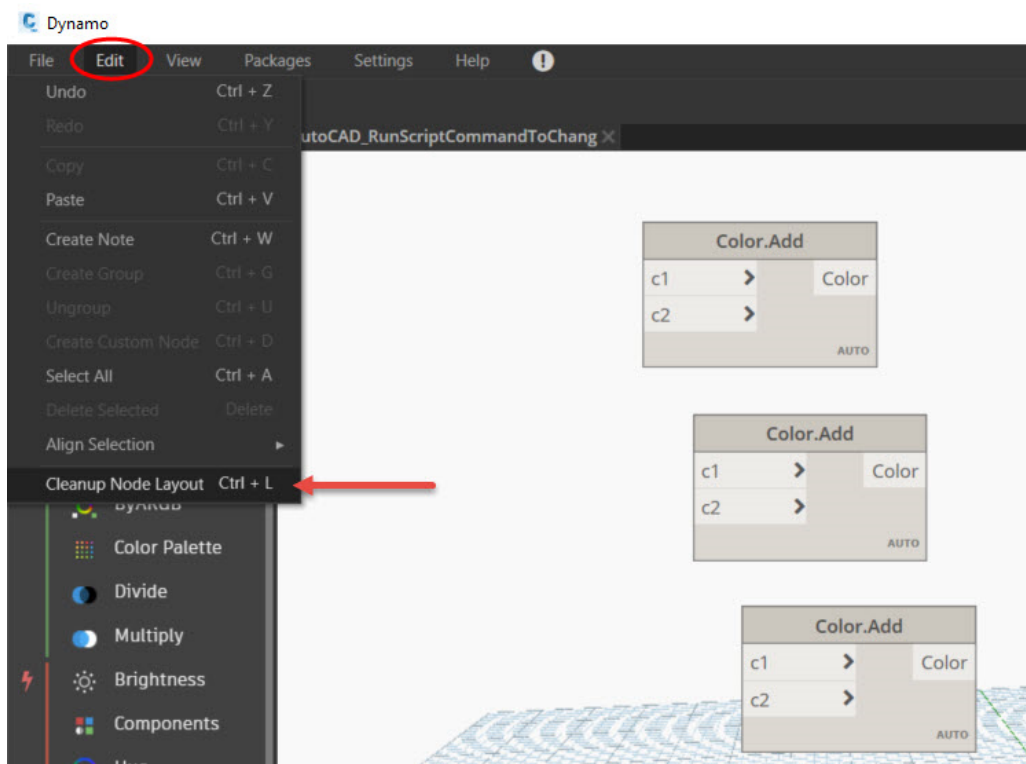 Dynamo
File Edit View Packages Settings Help
Undo Ctrl + Z
Redo Ctrl + Y
utoCAD_RunScriptCommandToChang
Copy Ctrl + C
Paste Ctrl + V
Create Note Ctrl + W
Create Group Ctrl + G
Ungroup Ctrl + U
Create Custom Node Ctrl + D
Select All Ctrl + A
Delete Selected Delete
Align Selection
Cleanup Node Layout Ctrl + L
ByARGB
Color Palette
Divide
Multiply
Brightness
Components
Color.Add
c1 Color
c2
AUTO
Color.Add
c1 Color
c2
AUTO
Color.Add
c1 Color
c2
AUTO